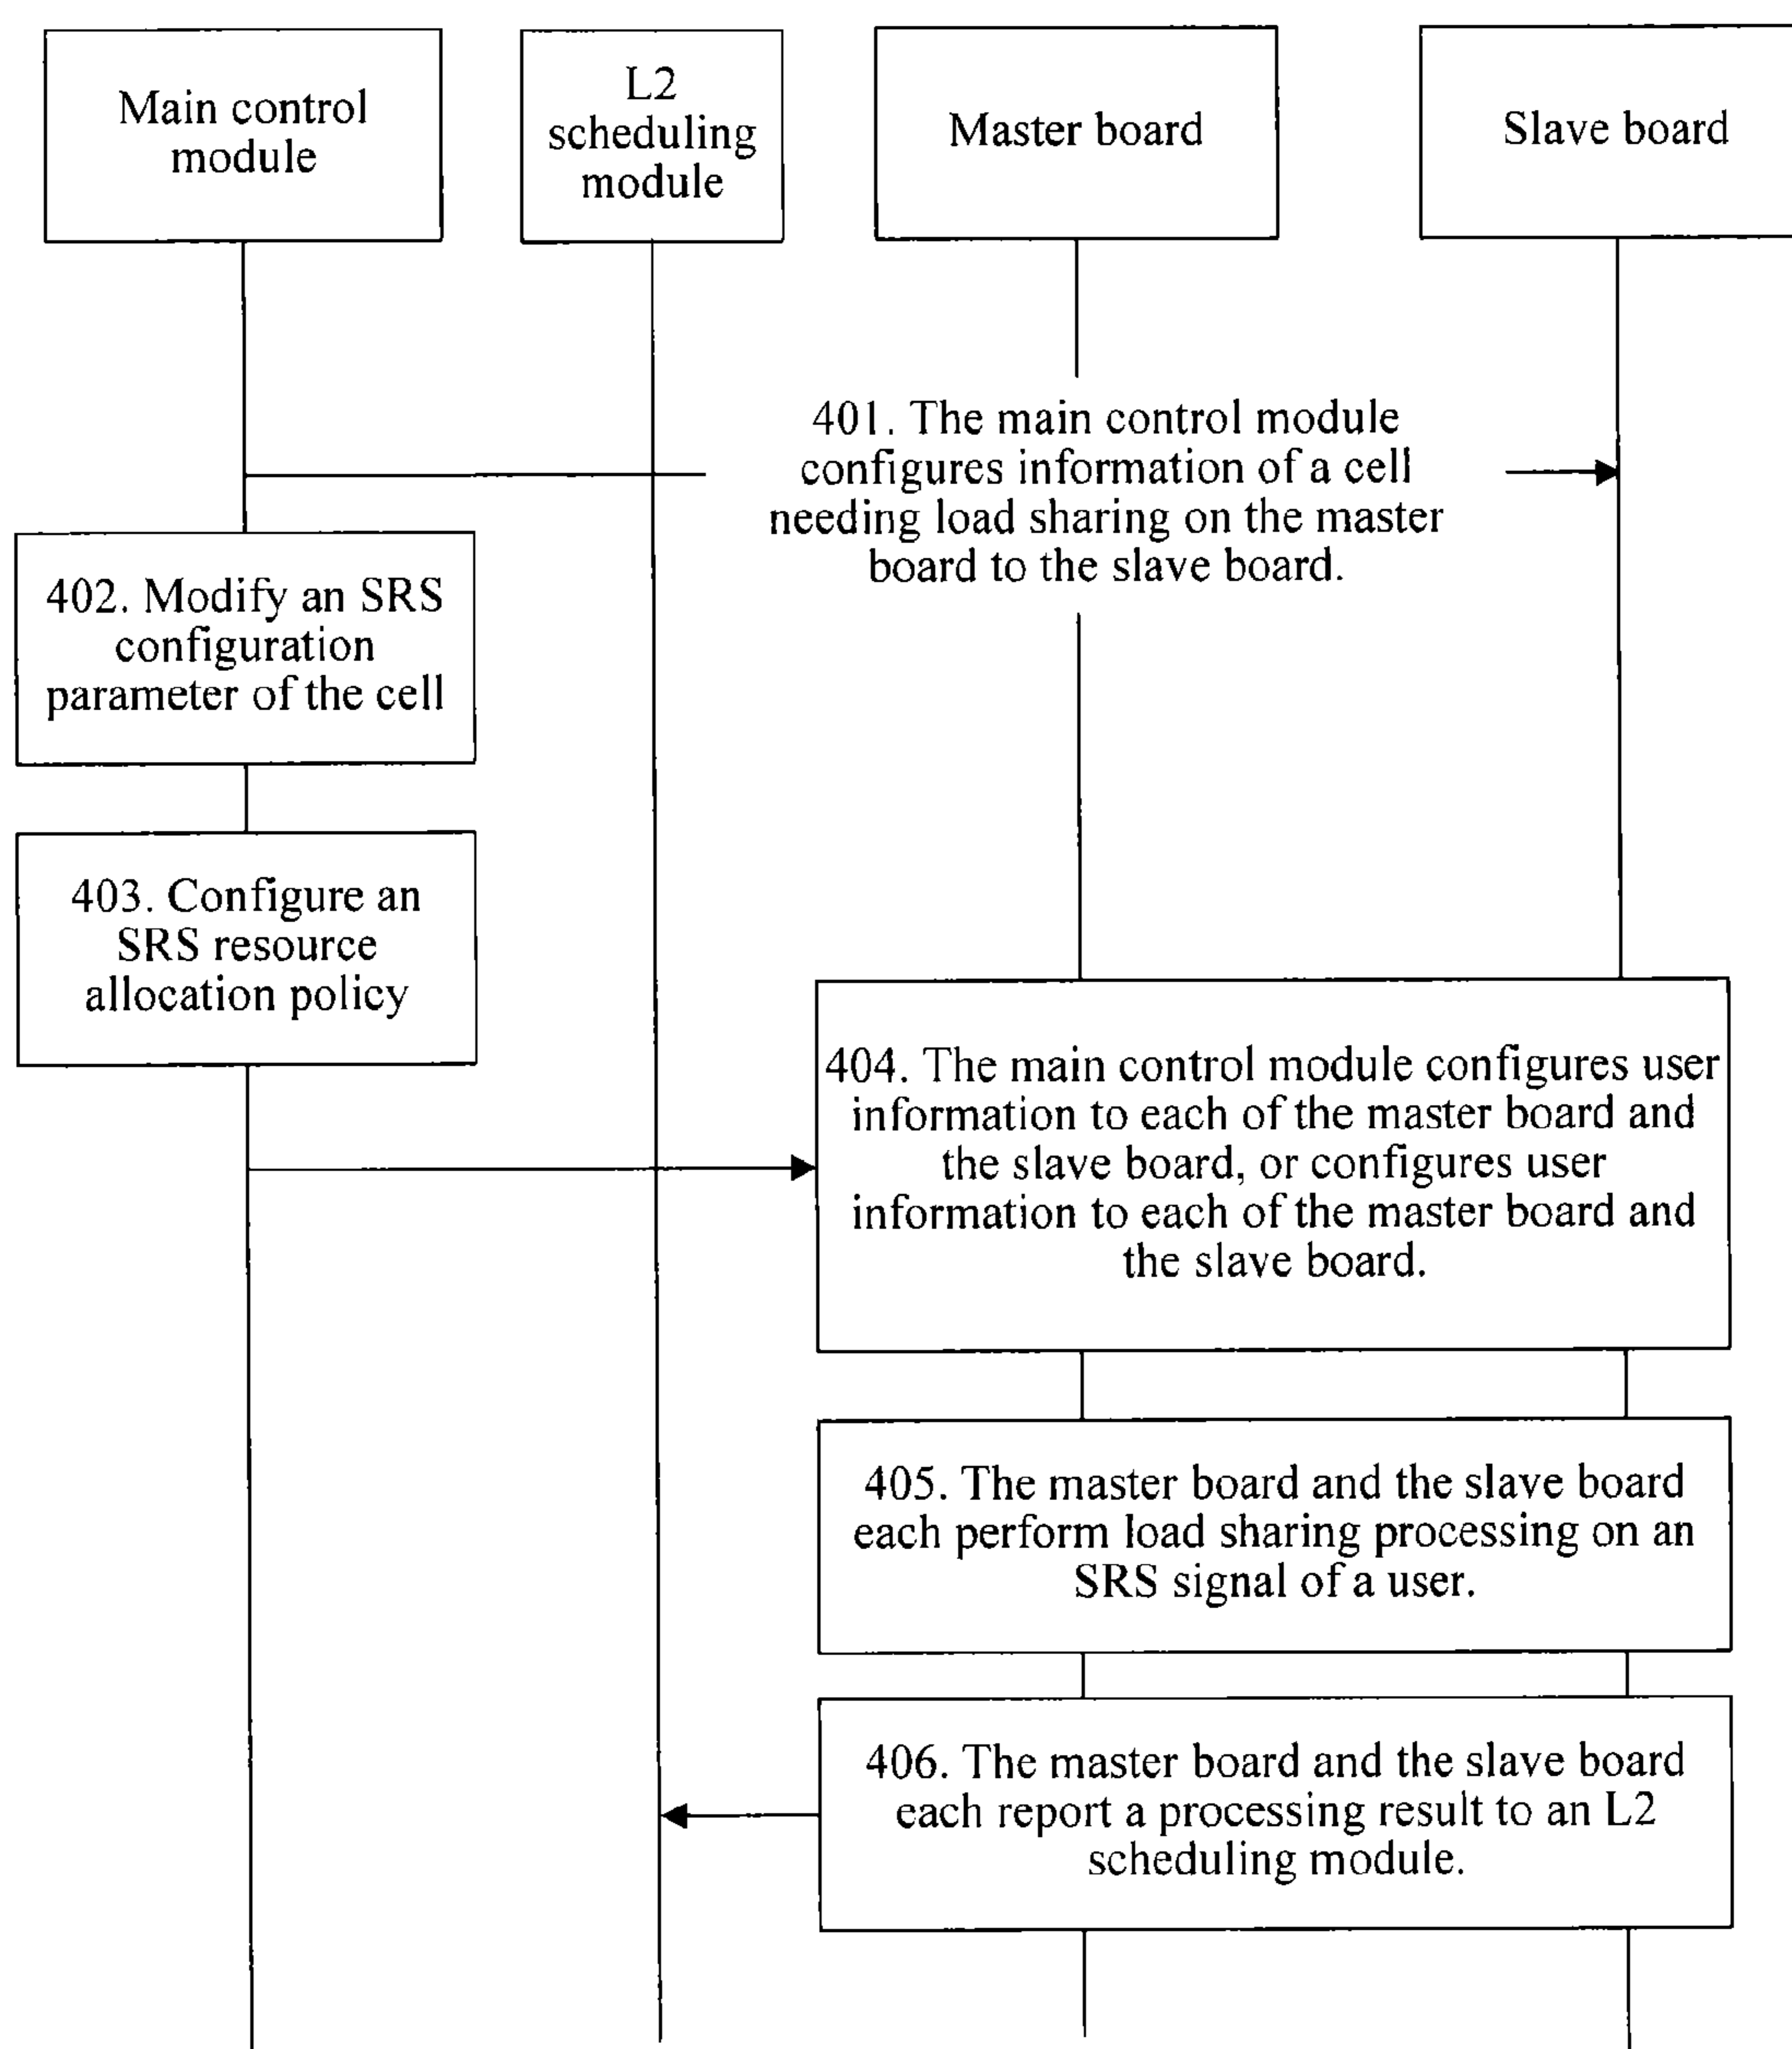 Main control
module
L2
scheduling
module
Master board
Slave board
401. The main control module
configures information of a cell
needing load sharing on the master
board to the slave board.
402. Modify an SRS
configuration
parameter of the cell
403. Configure an
SRS resource
allocation policy
404. The main control module configures user
information to each of the master board and
the slave board, or configures user
information to each of the master board and
the slave board.
405. The master board and the slave board
each perform load sharing processing on an
SRS signal of a user.
406. The master board and the slave board
each report a processing result to an L2
scheduling module.